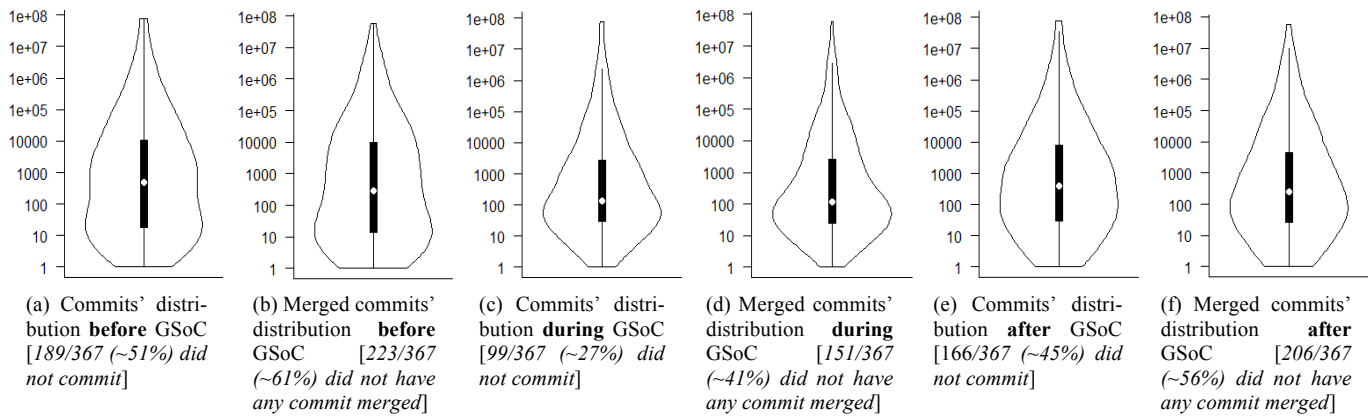 1e+08
1e+07
1e+06
1e+05
10000
1000
100
10
1
(a) Commits' distri-
bution before GSoC
[189/367 (~51%) did
not commit]
1e+08
1e+07
1e+06
1e+05
10000
1000
100
10
1
(b) Merged commits'
distribution before
GSoC [223/367
(~61%) did not have
any commit merged]
1e+08
1e+07
1e+06
1e+05
10000
1000
100
10
1
(c) Commits' distri-
bution during GSoC
[99/367 (~27%) did
not commit]
1e+08
1e+07
1e+06
1e+05
10000
1000
100
10
1
(d) Merged commits'
distribution during
GSoC [151/367
(~41%) did not have
any commit merged]
1e+08
1e+07
1e+06
1e+05
10000
1000
100
10
1
(e) Commits' distri-
bution after GSoC
[166/367 (~45%) did
not commit]
1e+08
1e+07
1e+06
1e+05
10000
1000
100
10
1
(f) Merged commits'
distribution after
GSoC [206/367
(~56%) did not have
any commit merged]